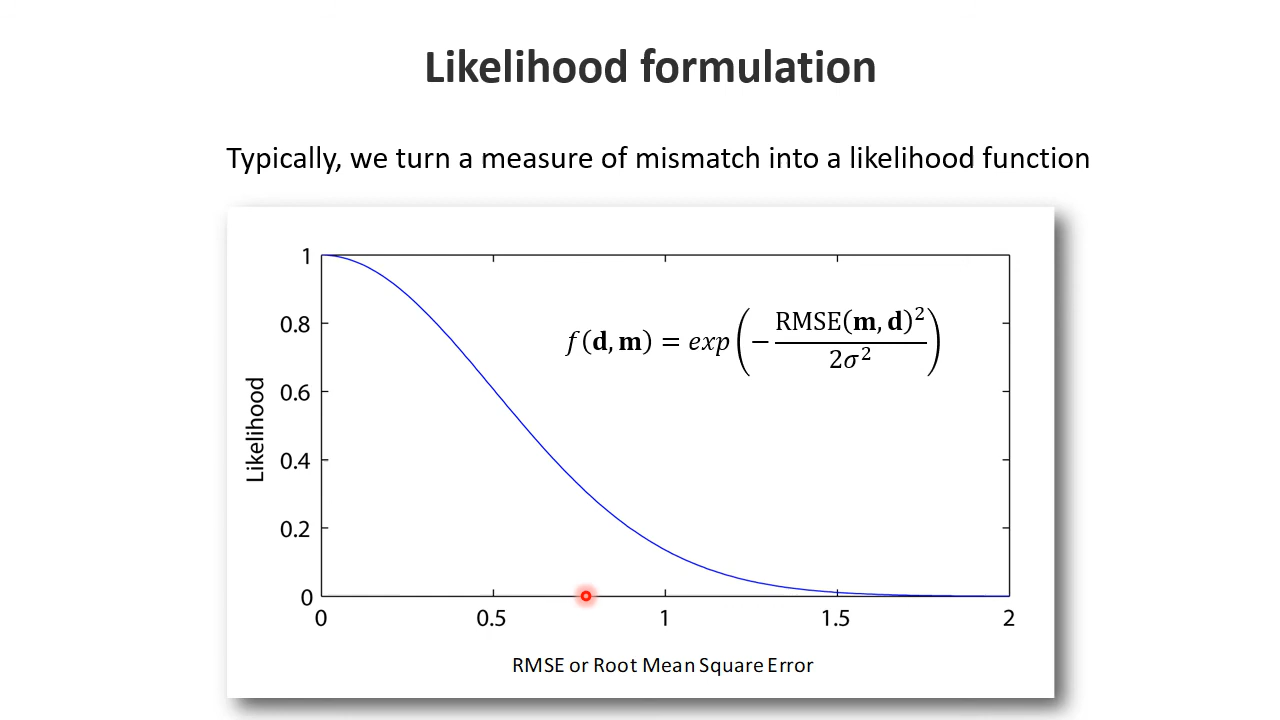 Likelihood formulation
Typically, we turn a measure of mismatch into a likelihood function
1
0.8
0.6
0.4
0.2
0
Likelihood
f(d, m) = exp(−RMSE(m, d)²/2σ²)
0 0.5 1 1.5 2
RMSE or Root Mean Square Error